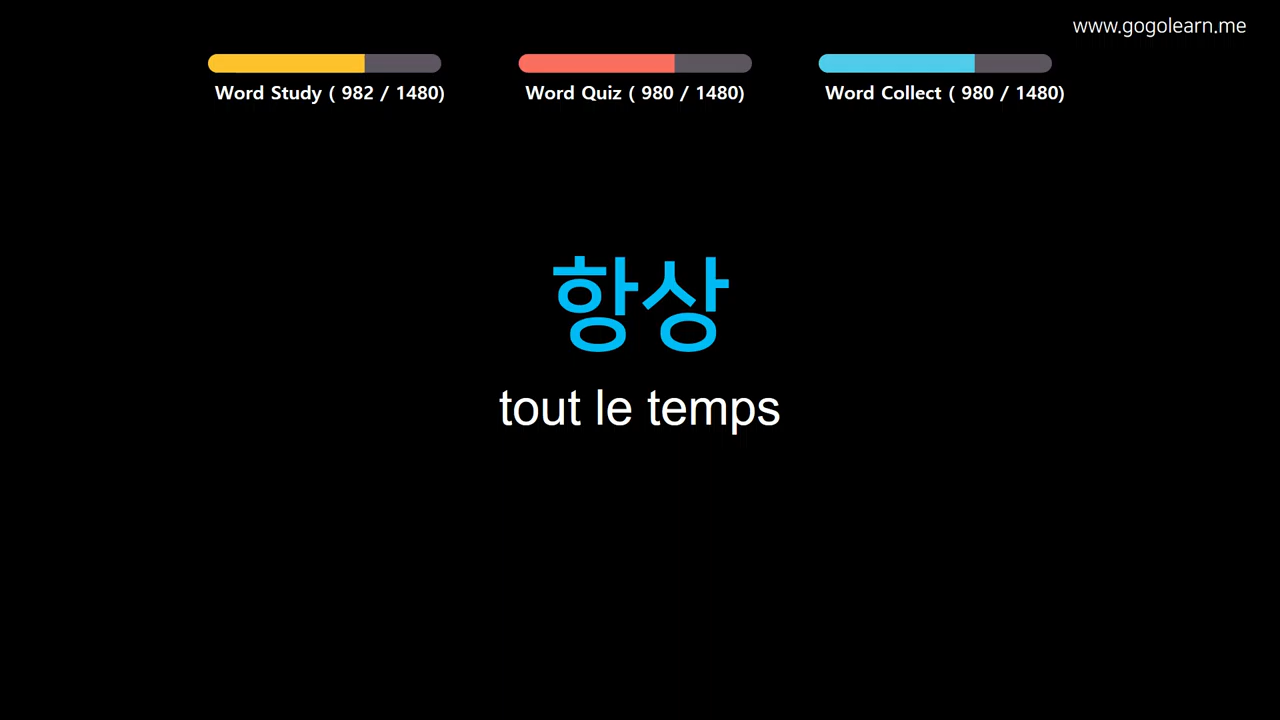 www.gogolearn.me
Word Study ( 982 / 1480)
Word Quiz ( 980 / 1480)
Word Collect ( 980 / 1480)
항상
tout le temps